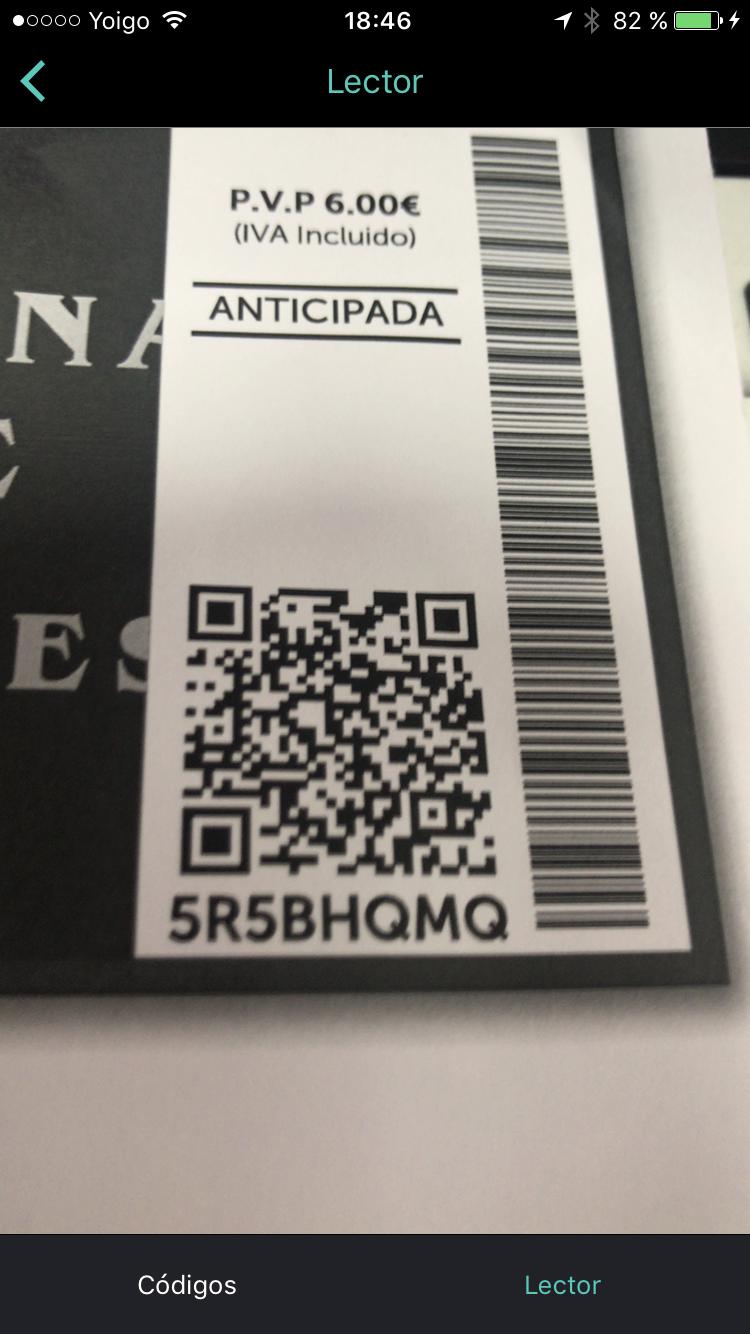 Yoigo 18:46 82 %
Lector
P.V.P 6.00€
(IVA Incluido)
ANTICIPADA
5R5BHQMQ
Códigos Lector